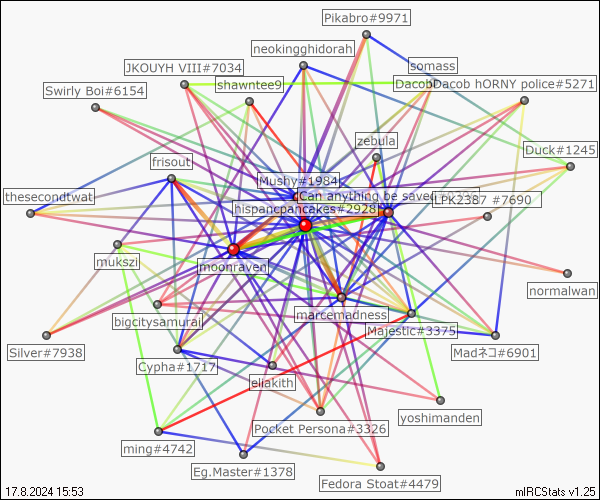 Pikabro#9971
neokingghidorah
somass
JKOUYH VIII#7034
shawntee9
DacobDacob hORNY police#5271
Swirly Boi#6154
zebula
Duck#1245
frisout
Mushy#1984
thesecondtwat
Can anything be saved
LPK2387 #7690
hispanicpancakes#2928
mukszi
moonraven
normalwan
bigcitysamurai
marcemadness
Majestic#3375
Silver#7938
Cypha#1717
Madネコ#6901
eliakith
yoshimanden
Pocket Persona#3326
ming#4742
Eg.Master#1378
Fedora Stoat#4479
17.8.2024 15:53
mIRCStats v1.25